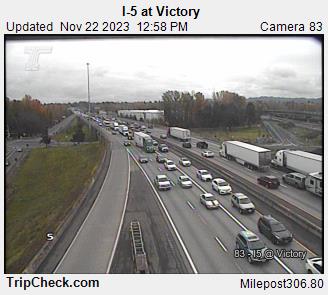 I-5 at Victory
Updated Nov 22 2023 12:58 PM Camera 83
T
S
83 - I5 @ Victory
TripCheck.com Milepost306.80